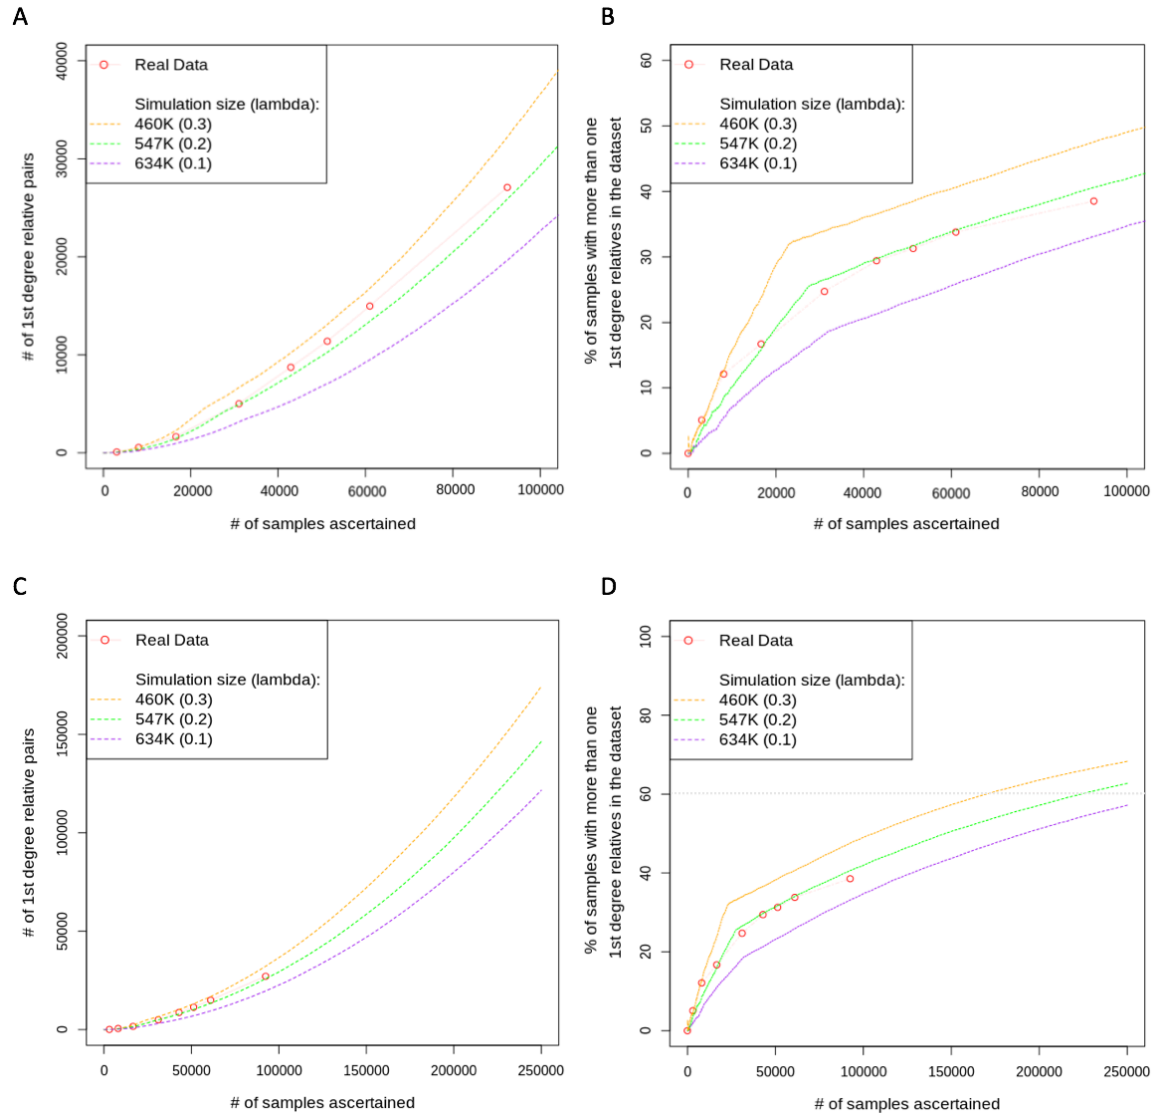 A
Real Data
Simulation size (lambda):
460K (0.3)
547K (0.2)
634K (0.1)
# of 1st degree relative pairs
0
10000
20000
30000
40000
0 20000 40000 60000 80000 100000
# of samples ascertained
B
Real Data
Simulation size (lambda):
460K (0.3)
547K (0.2)
634K (0.1)
% of samples with more than one
1st degree relatives in the dataset
0
10
20
30
40
50
60
0 20000 40000 60000 80000 100000
# of samples ascertained
C
Real Data
Simulation size (lambda):
460K (0.3)
547K (0.2)
634K (0.1)
# of 1st degree relative pairs
0
50000
100000
150000
200000
0 50000 100000 150000 200000 250000
# of samples ascertained
D
Real Data
Simulation size (lambda):
460K (0.3)
547K (0.2)
634K (0.1)
% of samples with more than one
1st degree relatives in the dataset
0
20
40
60
80
100
0 50000 100000 150000 200000 250000
# of samples ascertained